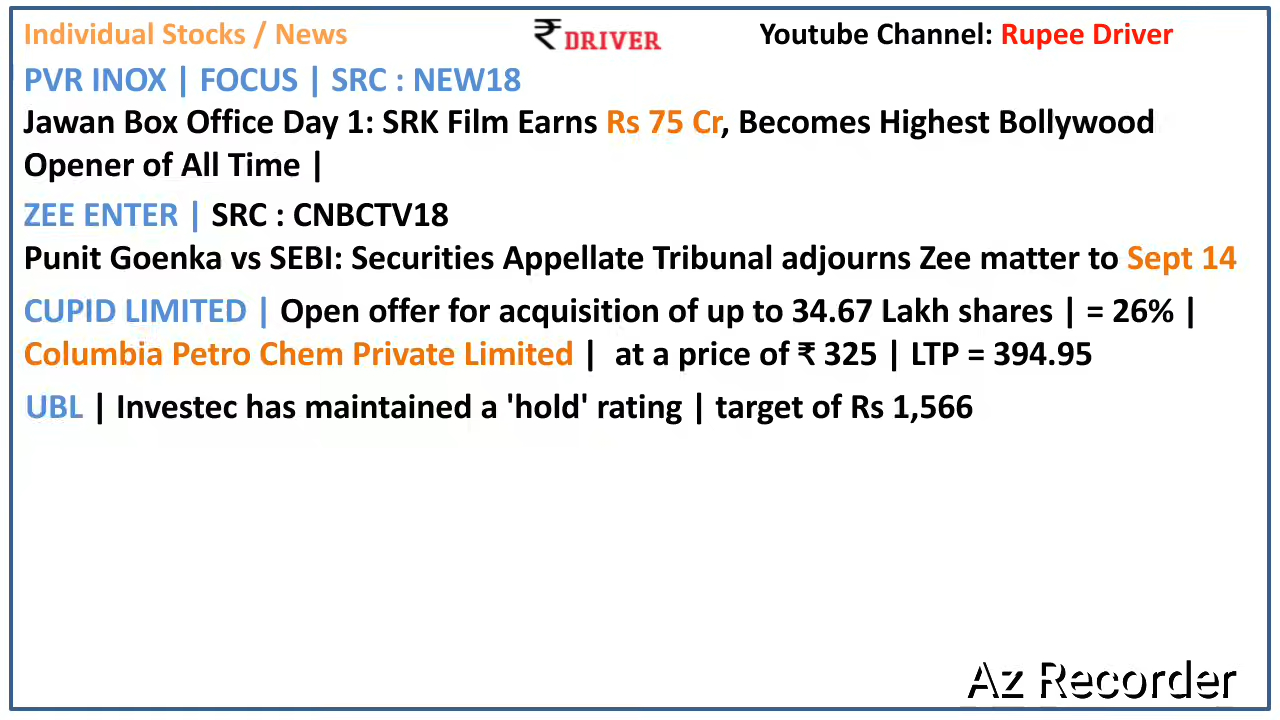 Individual Stocks / News
₹ DRIVER
Youtube Channel: Rupee Driver
PVR INOX | FOCUS | SRC : NEW18
Jawan Box Office Day 1: SRK Film Earns Rs 75 Cr, Becomes Highest Bollywood
Opener of All Time |
ZEE ENTER | SRC : CNBCTV18
Punit Goenka vs SEBI: Securities Appellate Tribunal adjourns Zee matter to Sept 14
CUPID LIMITED | Open offer for acquisition of up to 34.67 Lakh shares | = 26% |
Columbia Petro Chem Private Limited | at a price of ₹ 325 | LTP = 394.95
UBL | Investec has maintained a 'hold' rating | target of Rs 1,566
Az Recorder